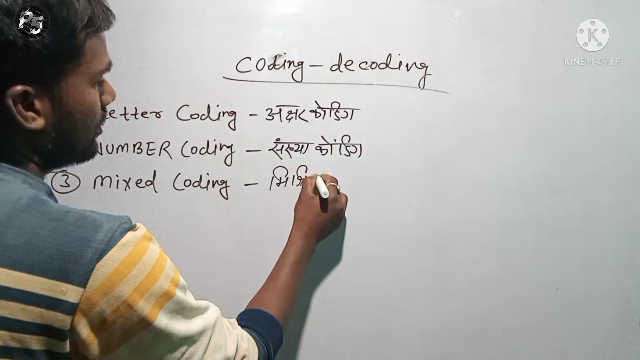 Coding - decoding
etter Coding - अक्षर कोडिंग
NUMBER Coding - संख्या कोडिंग
③ Mixed Coding -
KINEMASTER